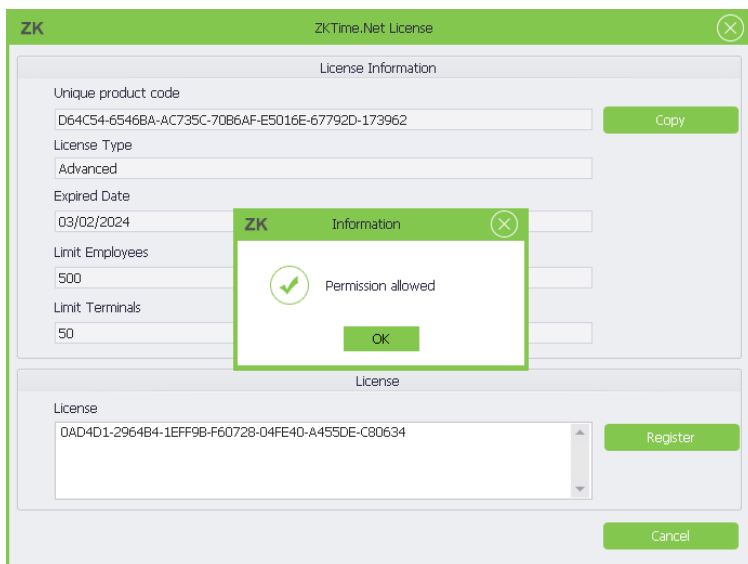 ZK ZKTime.Net License
License Information
Unique product code
D64C54-6546BA-AC735C-70B6AF-E5016E-67792D-173962 Copy
License Type
Advanced
Expired Date
03/02/2024
ZK Information
Limit Employees
500
Permission allowed
Limit Terminals
50
OK
License
License
0AD4D1-2964B4-1EFF9B-F60728-04FE40-A455DE-C80634
Register
Cancel